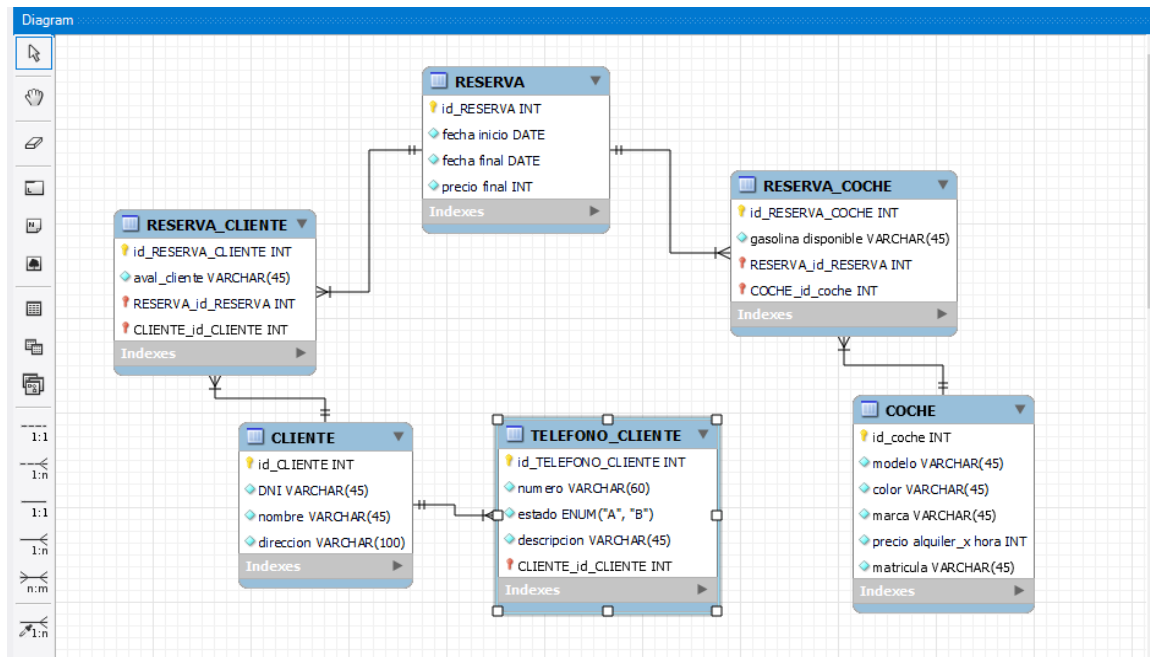 Diagram
RESERVA
id_RESERVA INT
fecha inicio DATE
fecha final DATE
precio final INT
Indexes
RESERVA_COCHE
id_RESERVA_COCHE INT
gasolina disponible VARCHAR(45)
RESERVA_id_RESERVA INT
COCHE_id_coche INT
Indexes
RESERVA_CLIENTE
id_RESERVA_CLIENTE INT
aval_cliente VARCHAR(45)
RESERVA_id_RESERVA INT
CLIENTE_id_CLIENTE INT
Indexes
CLIENTE
id_CLIENTE INT
DNI VARCHAR(45)
nombre VARCHAR(45)
direccion VARCHAR(100)
Indexes
TELEFONO_CLIENTE
id_TELEFONO_CLIENTE INT
numero VARCHAR(60)
estado ENUM("A", "B")
descripcion VARCHAR(45)
CLIENTE_id_CLIENTE INT
Indexes
COCHE
id_coche INT
modelo VARCHAR(45)
color VARCHAR(45)
marca VARCHAR(45)
precio alquiler_x hora INT
matricula VARCHAR(45)
Indexes
1:1
1:n
1:1
1:n
n:m
1:n